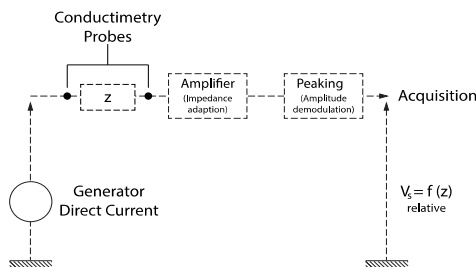 Conductimetry
Probes
z
Amplifier
(Impedance
adaption)
Peaking
(Amplitude
demodulation)
Acquisition
Generator
Direct Current
Vs = f (z)
relative